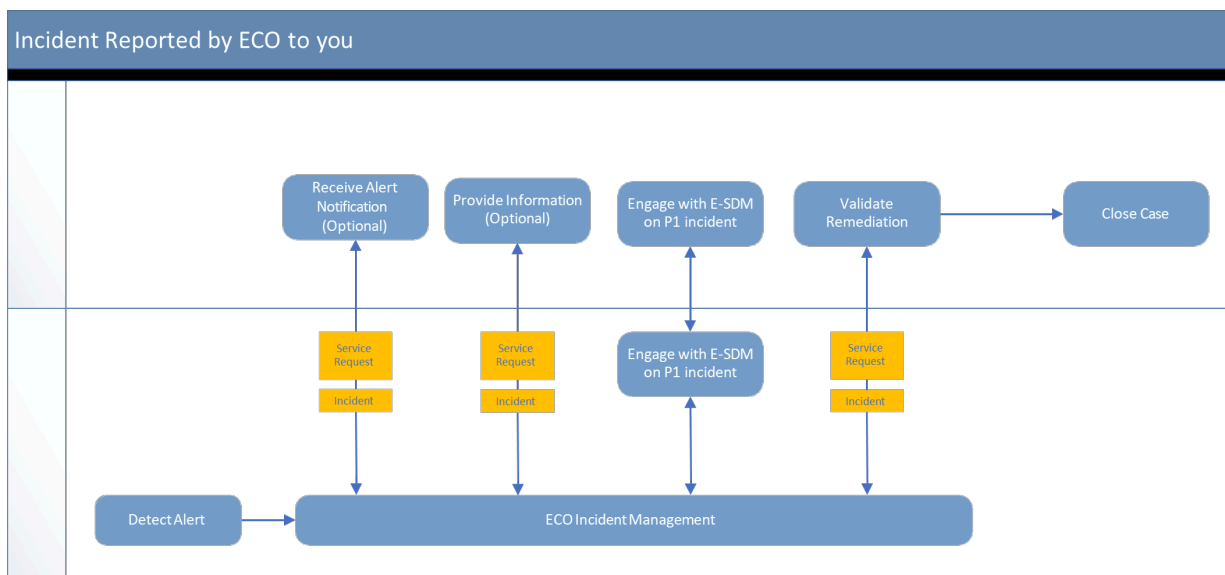 Incident Reported by ECO to you
Receive Alert
Notification
(Optional)
Provide Information
(Optional)
Engage with E-SDM
on P1 incident
Validate
Remediation
Close Case
Service
Request
Incident
Service
Request
Incident
Engage with E-SDM
on P1 incident
Service
Request
Incident
Detect Alert
ECO Incident Management